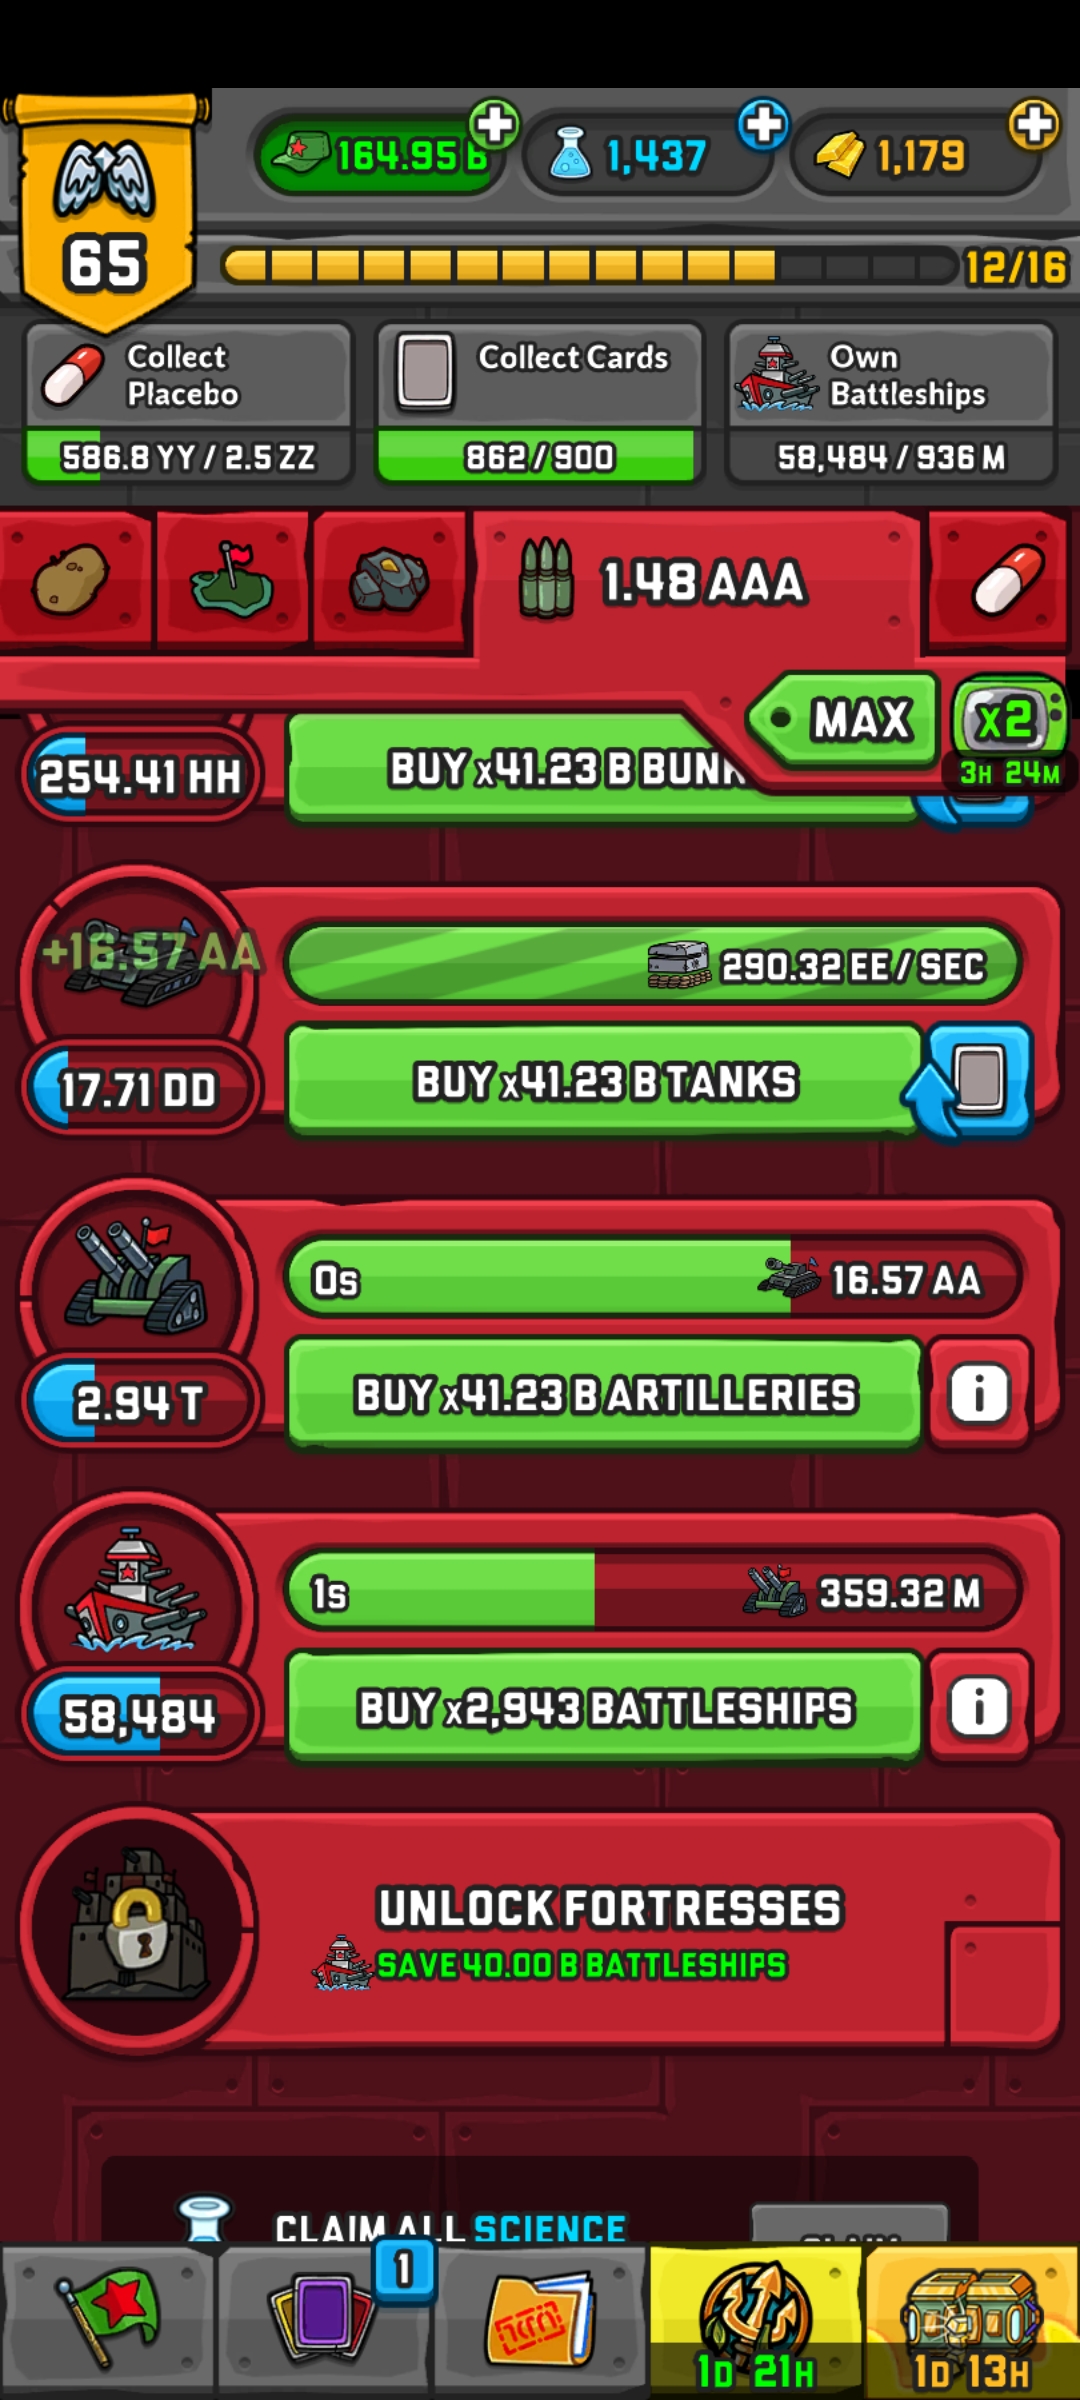 164.95 B
1,437
1,179
65
12/16
Collect
Placebo
Collect Cards
Own
Battleships
586.8 YY / 2.5 ZZ
862/900
58,484 / 936 M
1.48 AAA
MAX
x2
3H 24M
254.41 HH
BUY x41.23 B
+16.57 AA
290.32 EE / SEC
17.71 DD
BUY x41.23 B TANKS
0s
16.57 AA
2.94 T
BUY x41.23 B ARTILLERIES
i
1s
359.32 M
58,484
BUY x2,943 BATTLESHIPS
i
UNLOCK FORTRESSES
SAVE 40.00 B BATTLESHIPS
CLAIM ALL SCIENCE
1
1D 21H
1D 13H